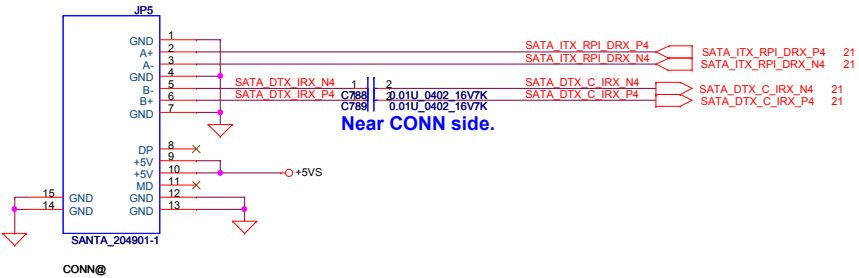 JP5
GND 1
A+ 2 SATA_ITX_RPI_DRX_P4 SATA_ITX_RPI_DRX_P4 21
A- 3 SATA_ITX_RPI_DRX_N4 SATA_ITX_RPI_DRX_N4 21
GND 4
B- 5 SATA_DTX_IRX_N4 1 2 SATA_DTX_C_IRX_N4 SATA_DTX_C_IRX_N4 21
C788 0.01U_0402_16V7K
B+ 6 SATA_DTX_IRX_P4 1 2 SATA_DTX_C_IRX_P4 SATA_DTX_C_IRX_P4 21
GND 7 C789 0.01U_0402_16V7K
Near CONN side.
DP 8
+5V 9
+5V 10 +5VS
MD 11
15 GND GND 12
14 GND GND 13
SANTA_204901-1
CONN@